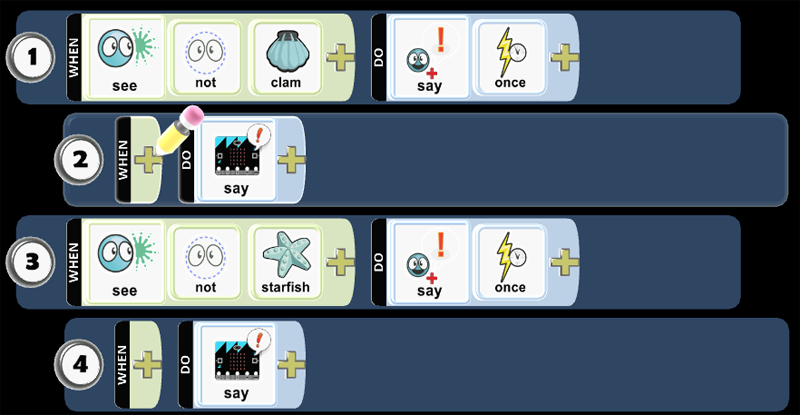 1 WHEN see not clam DO say once
2 WHEN DO say
3 WHEN see not starfish DO say once
4 WHEN DO say